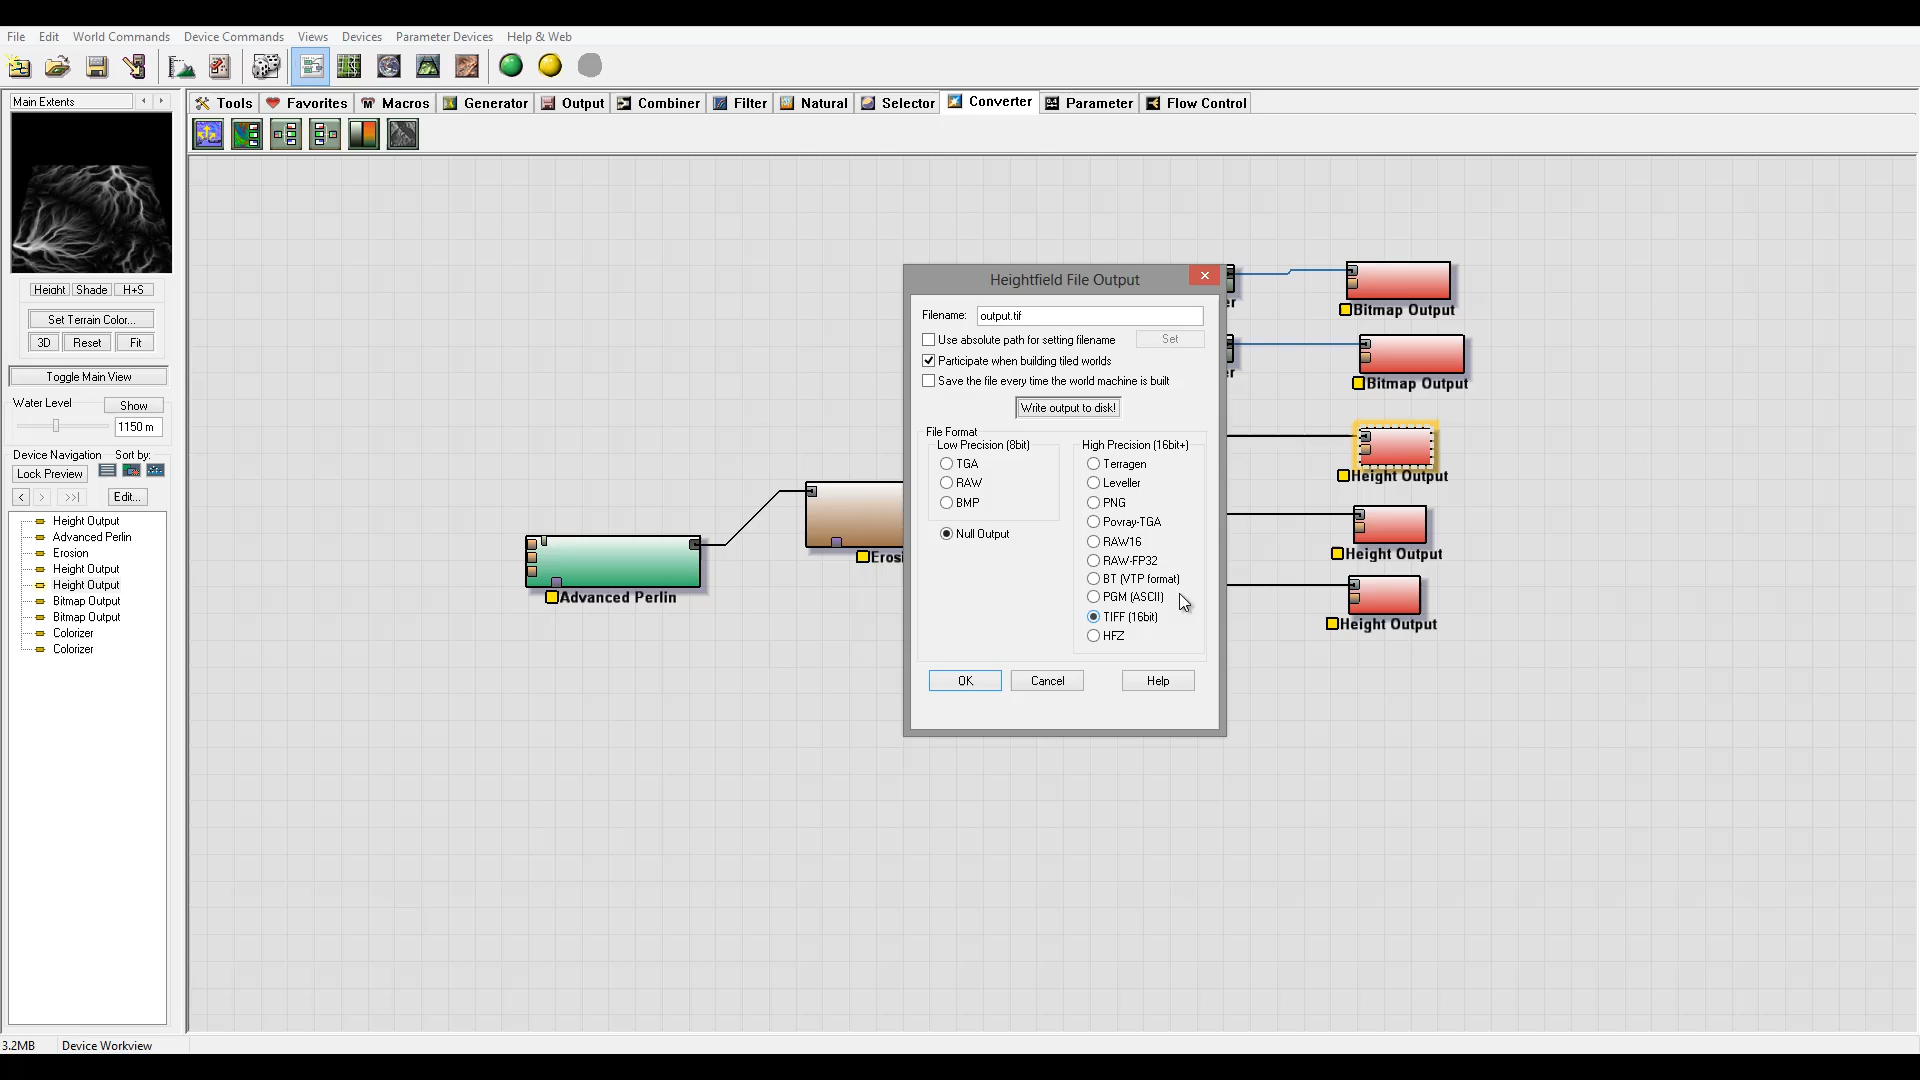 File Edit World Commands Device Commands Views Devices Parameter Devices Help & Web
Main Extents
Tools Favorites Macros Generator Output Combiner Filter Natural Selector Converter Parameter Flow Control
Height Shade H+S
Set Terrain Color...
3D Reset Fit
Toggle Main View
Water Level Show
1150 m
Device Navigation Sort by:
Lock Preview
< > >>| Edit...
Height Output
Advanced Perlin
Erosion
Height Output
Height Output
Bitmap Output
Bitmap Output
Colorizer
Colorizer
Advanced Perlin
Erosi
Heightfield File Output
Filename: output.tif
Use absolute path for setting filename Set
Participate when building tiled worlds
Save the file every time the world machine is built
Write output to disk!
File Format
Low Precision (8bit)
TGA
RAW
BMP
Null Output
High Precision (16bit+)
Terragen
Leveller
PNG
Povray-TGA
RAW16
RAW-FP32
BT (VTP format)
PGM (ASCII)
TIFF (16bit)
HFZ
OK Cancel Help
er
er
Bitmap Output
Bitmap Output
Height Output
Height Output
Height Output
3.2MB Device Workview